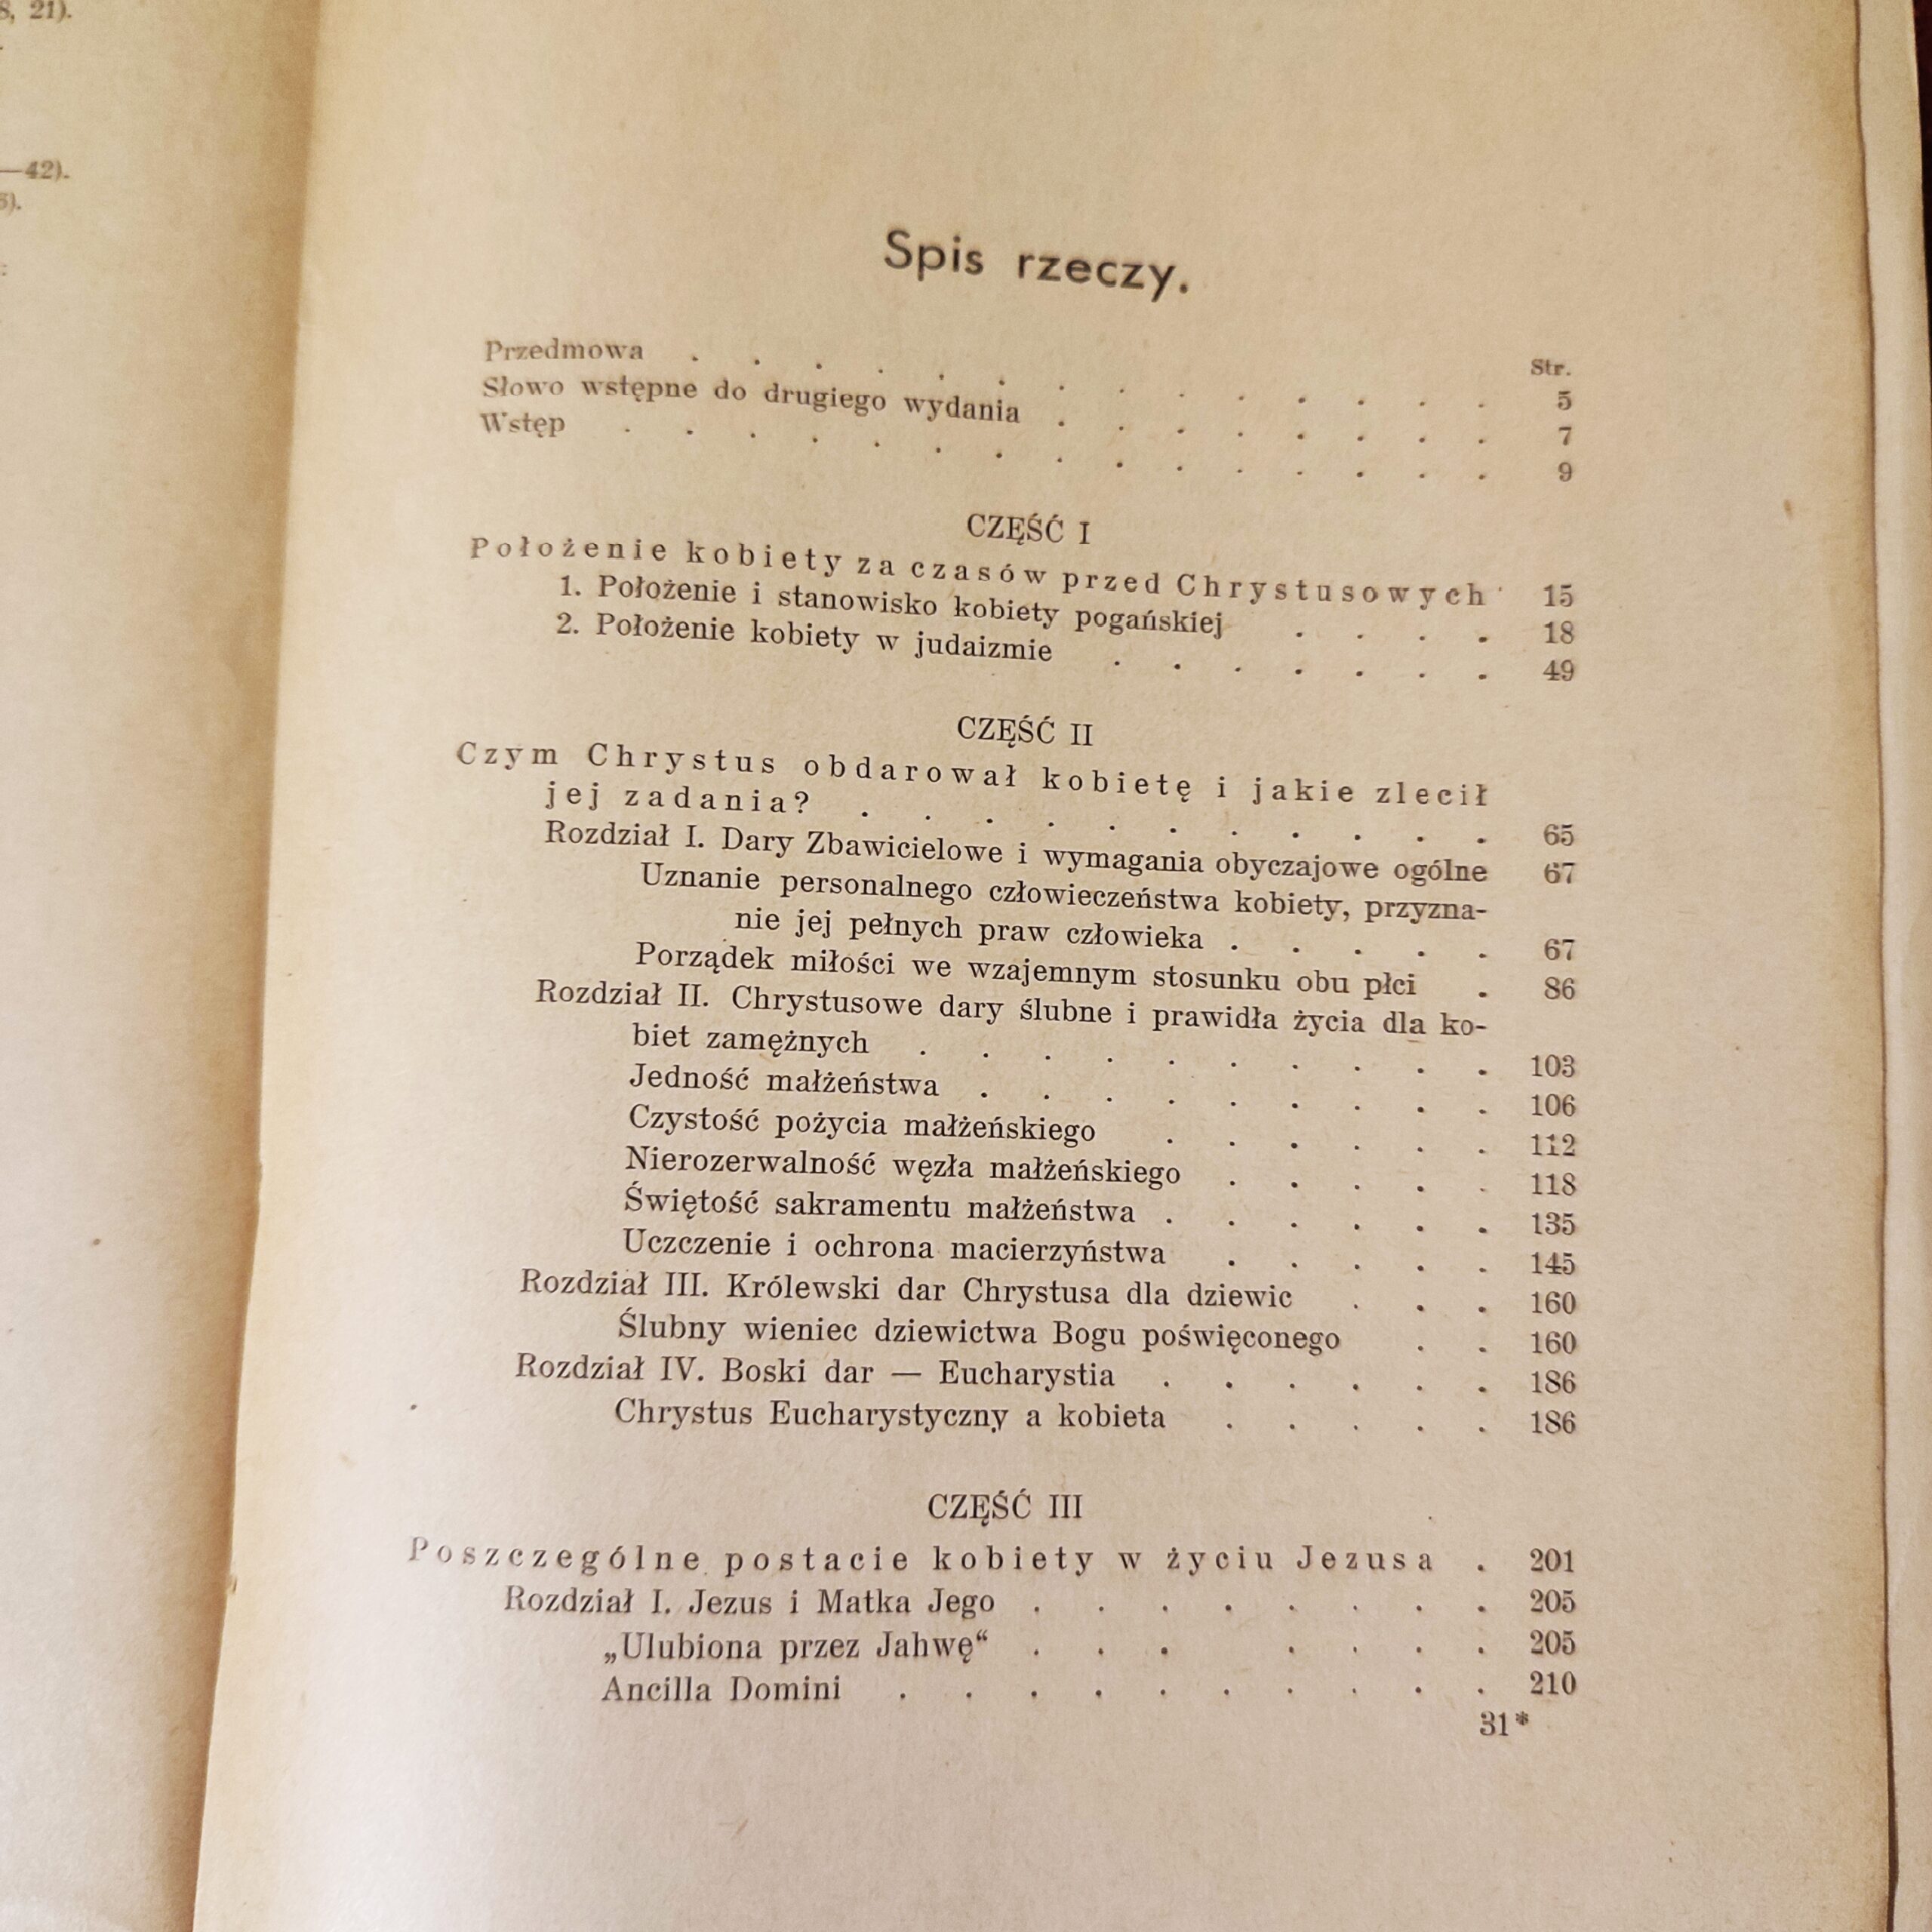 8, 21).
—42).
Spis rzeczy.
Str.
Przedmowa . . . . . . . . . . . . . . 5
Słowo wstępne do drugiego wydania . . . . . . . . 7
Wstęp . . . . . . . . . . . . . . . 9
CZĘŚĆ I
Położenie kobiety za czasów przed Chrystusowych 15
1. Położenie i stanowisko kobiety pogańskiej . . . . 18
2. Położenie kobiety w judaizmie . . . . . . . 49
CZĘŚĆ II
Czym Chrystus obdarował kobietę i jakie zlecił
jej zadania? . . . . . . . . . . . 65
Rozdział I. Dary Zbawicielowe i wymagania obyczajowe ogólne 67
Uznanie personalnego człowieczeństwa kobiety, przyzna-
nie jej pełnych praw człowieka . . . . . 67
Porządek miłości we wzajemnym stosunku obu płci . 86
Rozdział II. Chrystusowe dary ślubne i prawidła życia dla ko-
biet zamężnych . . . . . . . . . . 103
Jedność małżeństwa . . . . . . . . . 106
Czystość pożycia małżeńskiego . . . . . . 112
Nierozerwalność węzła małżeńskiego . . . . . 118
Świętość sakramentu małżeństwa . . . . . . 135
Uczczenie i ochrona macierzyństwa . . . . . 145
Rozdział III. Królewski dar Chrystusa dla dziewic . . . 160
Ślubny wieniec dziewictwa Bogu poświęconego . . 160
Rozdział IV. Boski dar — Eucharystia . . . . . . 186
Chrystus Eucharystyczny a kobieta . . . . . 186
CZĘŚĆ III
Poszczególne postacie kobiety w życiu Jezusa . 201
Rozdział I. Jezus i Matka Jego . . . . . . . . 205
„Ulubiona przez Jahwę“ . . . . . . . 205
Ancilla Domini . . . . . . . . . . 210
31*